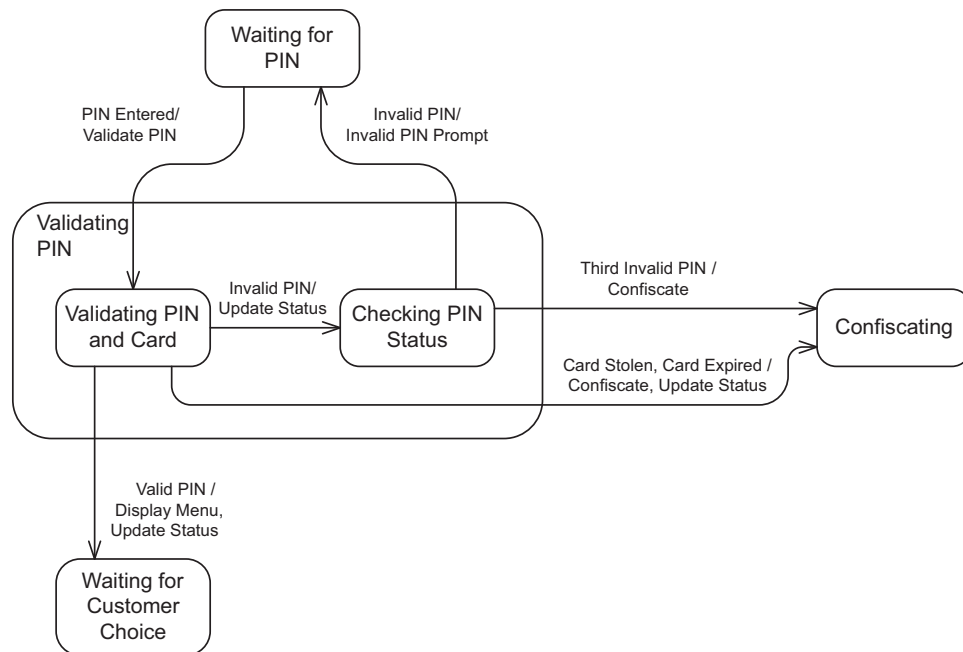 Waiting for
PIN
PIN Entered/
Validate PIN
Invalid PIN/
Invalid PIN Prompt
Validating
PIN
Validating PIN
and Card
Invalid PIN/
Update Status
Checking PIN
Status
Third Invalid PIN /
Confiscate
Confiscating
Card Stolen, Card Expired /
Confiscate, Update Status
Valid PIN /
Display Menu,
Update Status
Waiting for
Customer
Choice